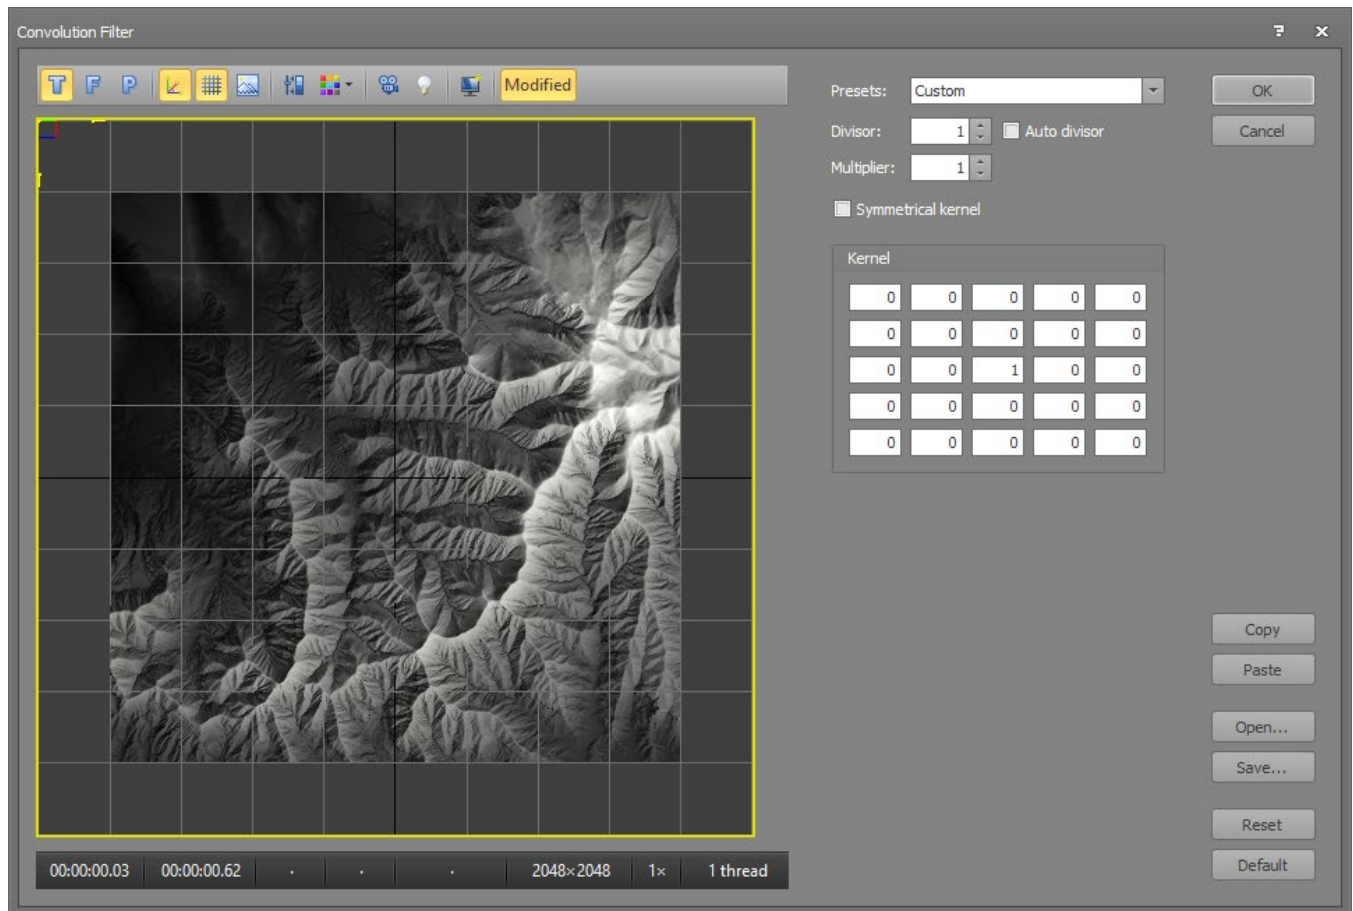 Convolution Filter
T F P Modified
Presets: Custom
OK
Divisor: 1 Auto divisor
Cancel
Multiplier: 1
Symmetrical kernel
Kernel
0 0 0 0 0
0 0 0 0 0
0 0 1 0 0
0 0 0 0 0
0 0 0 0 0
Copy
Paste
Open...
Save...
Reset
Default
00:00:00.03 00:00:00.62 . . . 2048×2048 1× 1 thread